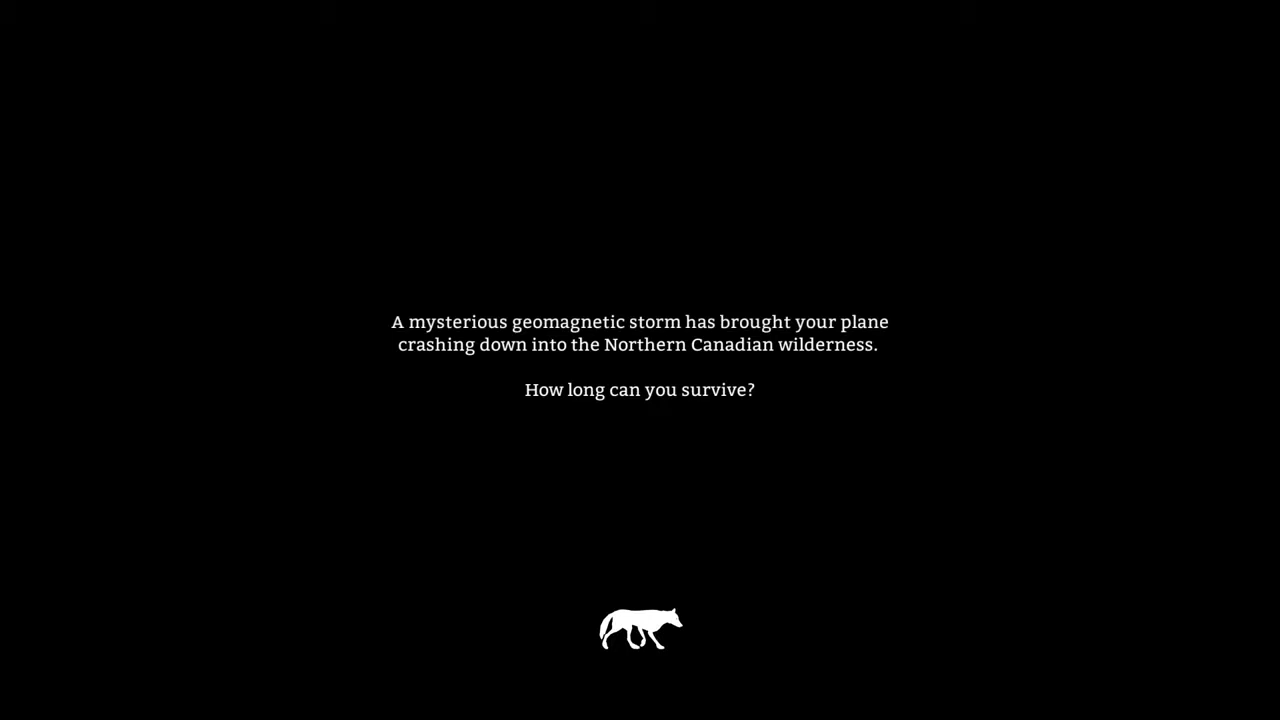 A mysterious geomagnetic storm has brought your plane
crashing down into the Northern Canadian wilderness.
How long can you survive?